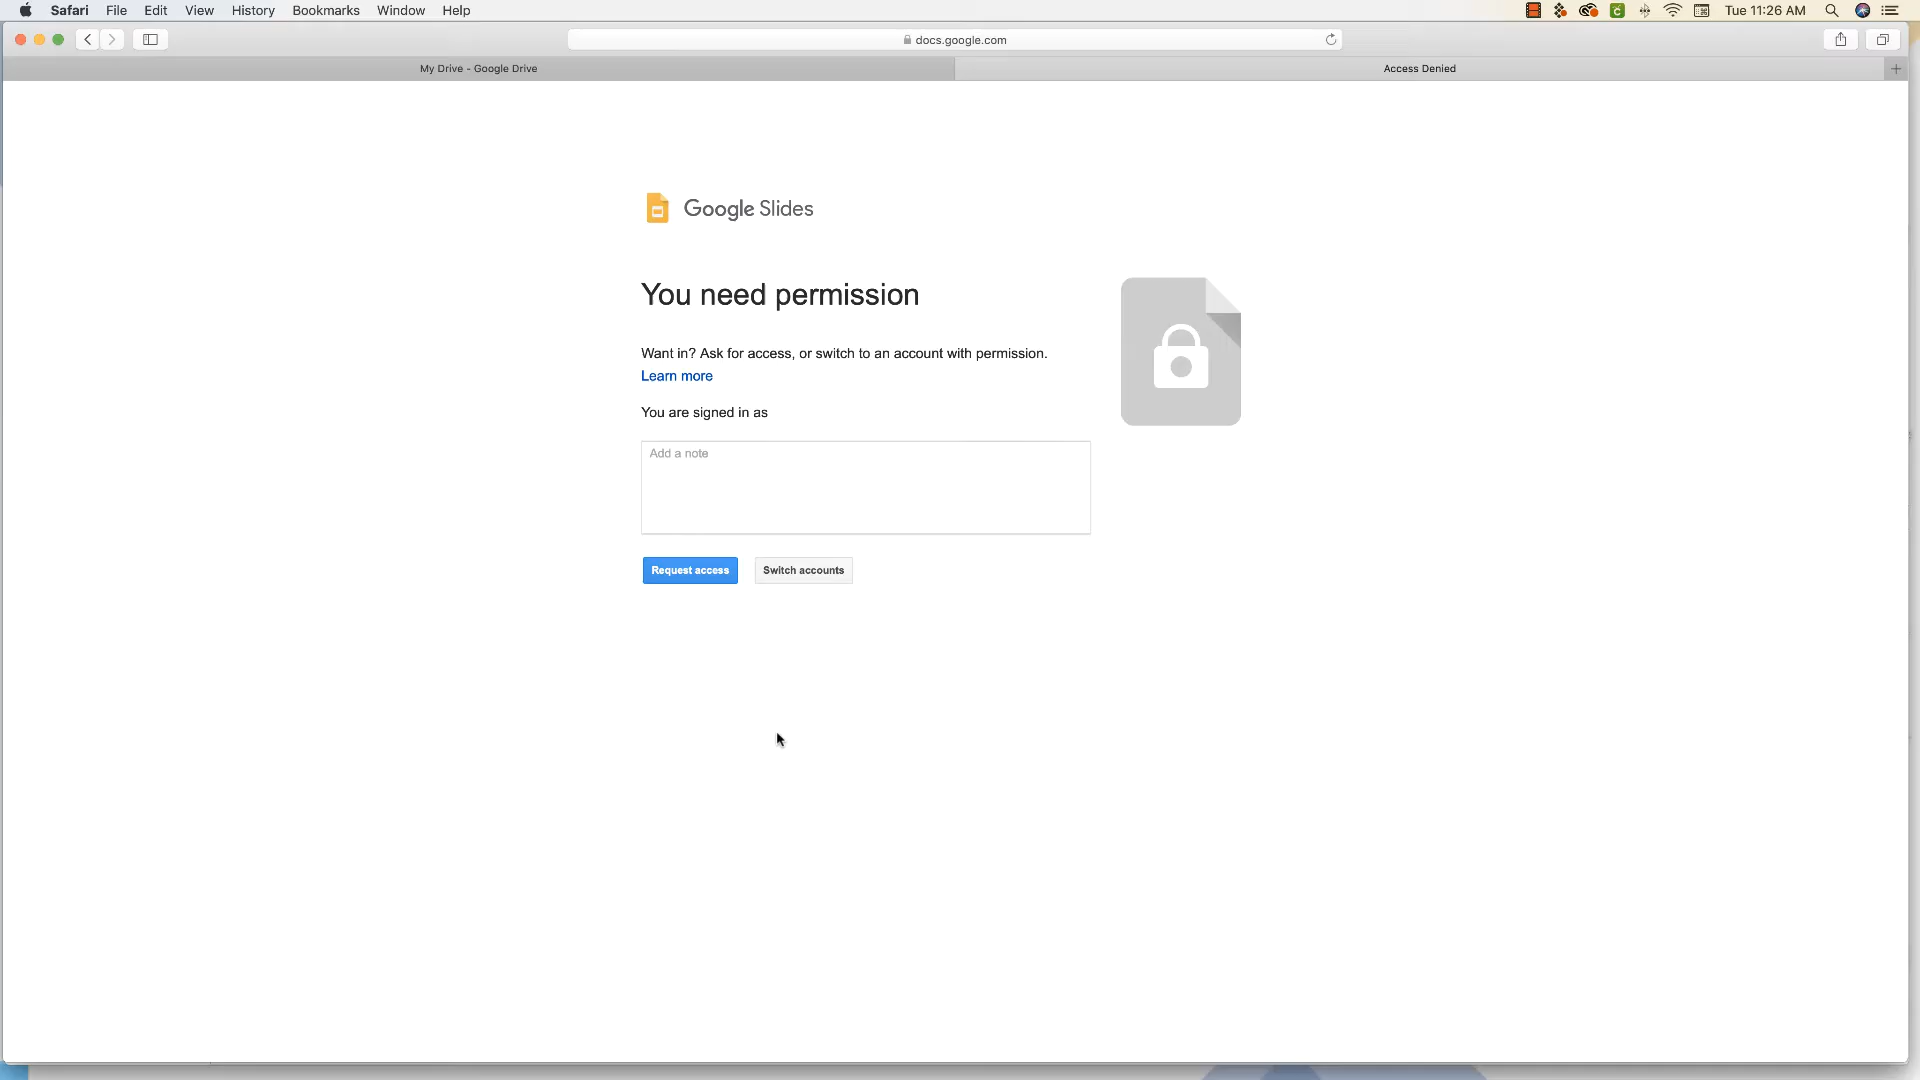 Safari File Edit View History Bookmarks Window Help Tue 11:26 AM
docs.google.com
My Drive - Google Drive Access Denied
Google Slides
You need permission
Want in? Ask for access, or switch to an account with permission.
Learn more
You are signed in as
Add a note
Request access Switch accounts